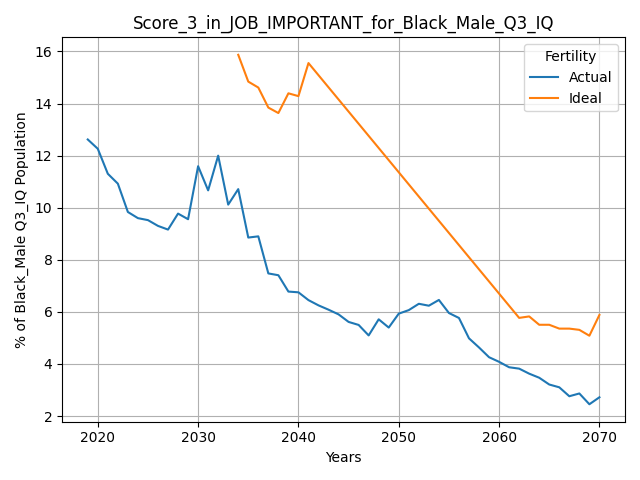 Score_3_in_JOB_IMPORTANT_for_Black_Male_Q3_IQ
% of Black_Male Q3_IQ Population
16
14
12
10
8
6
4
2
Fertility
Actual
Ideal
2020 2030 2040 2050 2060 2070
Years